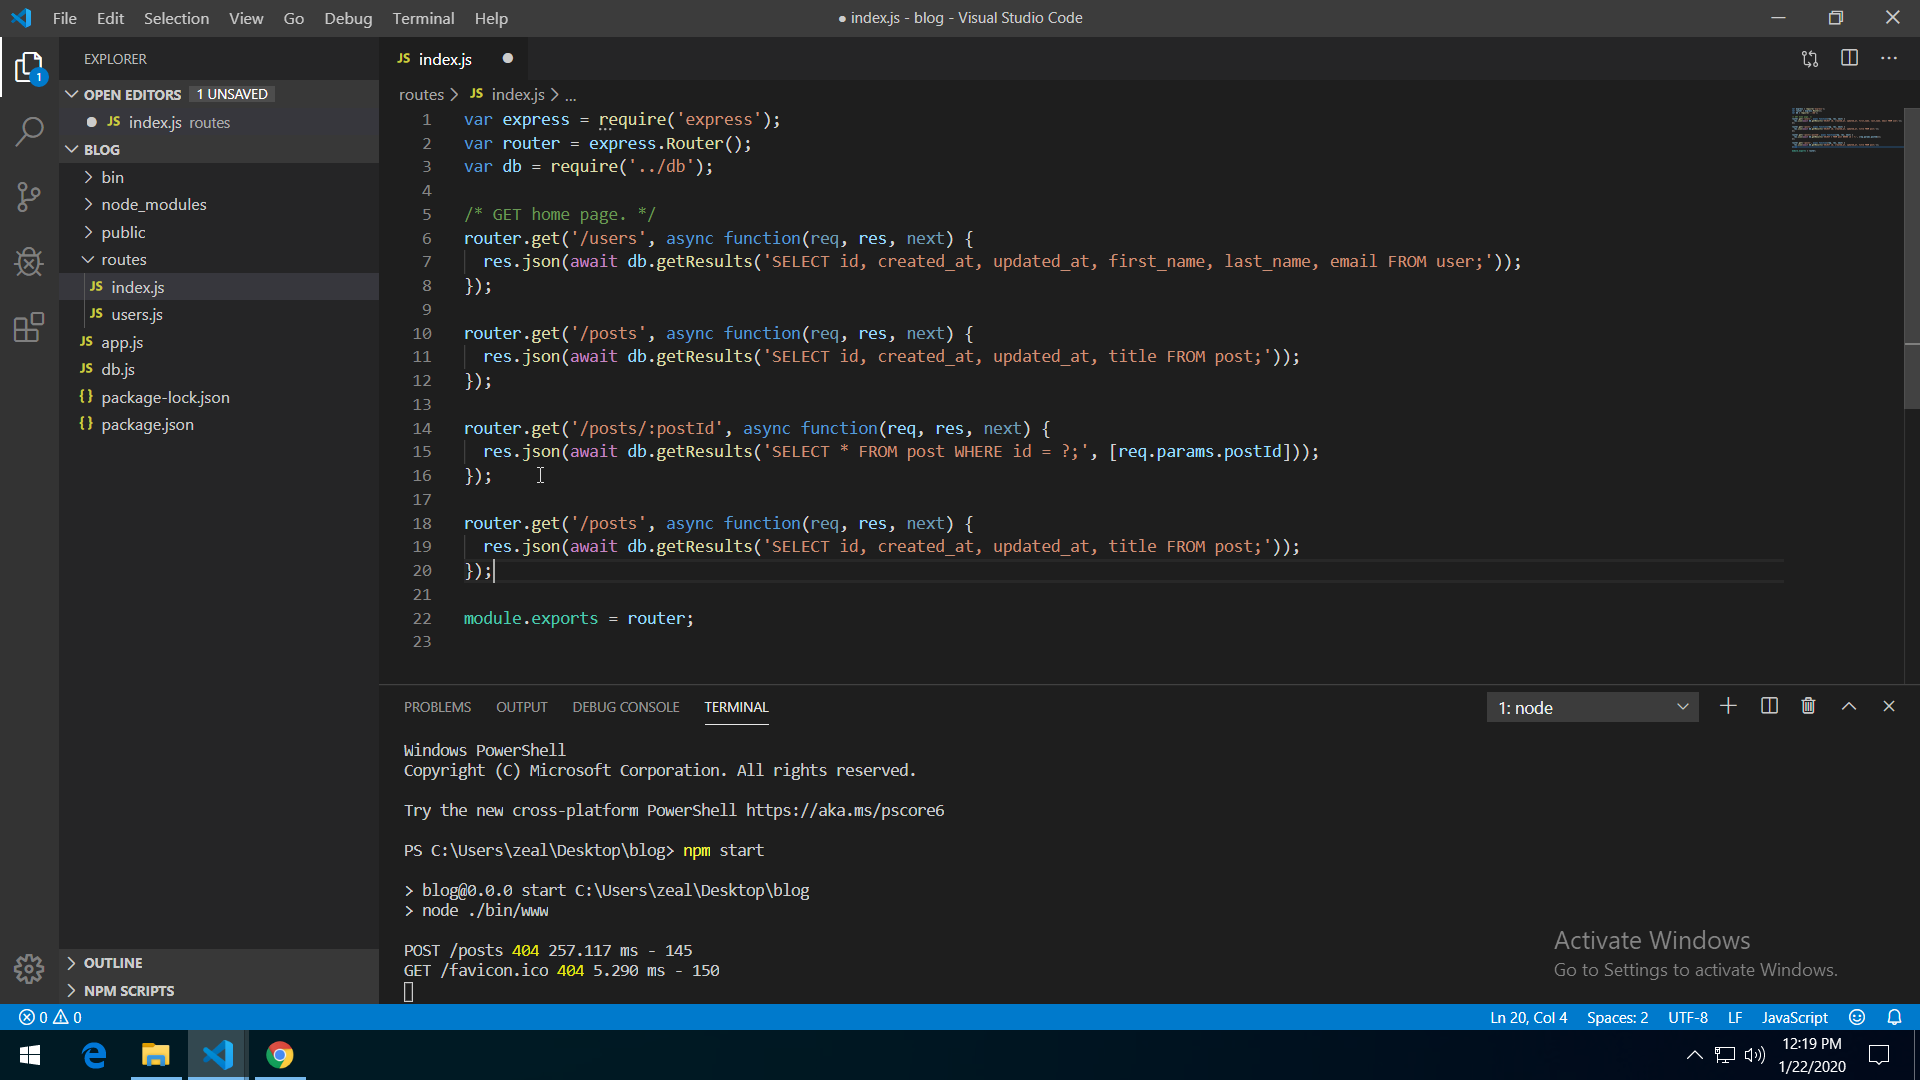 File Edit Selection View Go Debug Terminal Help
● index.js - blog - Visual Studio Code
EXPLORER
OPEN EDITORS 1 UNSAVED
● JS index.js routes
BLOG
bin
node_modules
public
routes
JS index.js
JS users.js
JS app.js
JS db.js
{} package-lock.json
{} package.json
OUTLINE
NPM SCRIPTS
1
JS index.js ●
routes > JS index.js > ...
1 var express = require('express');
2 var router = express.Router();
3 var db = require('../db');
4
5 /* GET home page. */
6 router.get('/users', async function(req, res, next) {
7 res.json(await db.getResults('SELECT id, created_at, updated_at, first_name, last_name, email FROM user;'));
8 });
9
10 router.get('/posts', async function(req, res, next) {
11 res.json(await db.getResults('SELECT id, created_at, updated_at, title FROM post;'));
12 });
13
14 router.get('/posts/:postId', async function(req, res, next) {
15 res.json(await db.getResults('SELECT * FROM post WHERE id = ?;', [req.params.postId]));
16 });
17
18 router.get('/posts', async function(req, res, next) {
19 res.json(await db.getResults('SELECT id, created_at, updated_at, title FROM post;'));
20 });
21
22 module.exports = router;
23
PROBLEMS OUTPUT DEBUG CONSOLE TERMINAL
1: node
Windows PowerShell
Copyright (C) Microsoft Corporation. All rights reserved.
Try the new cross-platform PowerShell https://aka.ms/pscore6
PS C:\Users\zeal\Desktop\blog> npm start
> blog@0.0.0 start C:\Users\zeal\Desktop\blog
> node ./bin/www
POST /posts 404 257.117 ms - 145
GET /favicon.ico 404 5.290 ms - 150
Activate Windows
Go to Settings to activate Windows.
0 0
Ln 20, Col 4 Spaces: 2 UTF-8 LF JavaScript
12:19 PM
1/22/2020